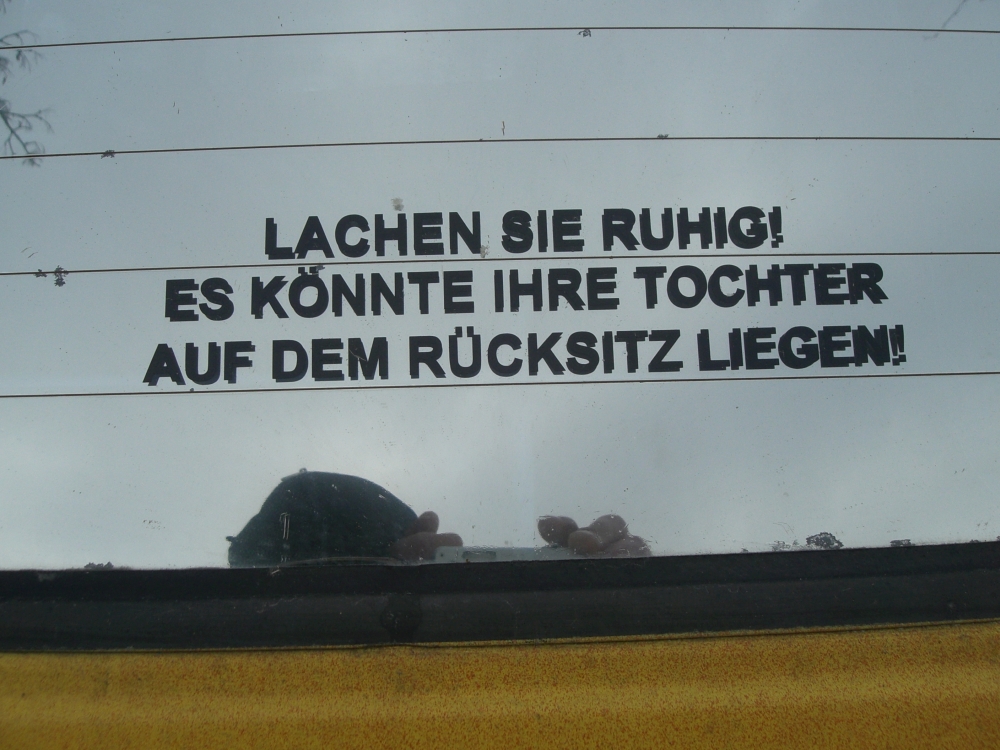 LACHEN SIE RUHIG!
ES KÖNNTE IHRE TOCHTER
AUF DEM RÜCKSITZ LIEGEN!!